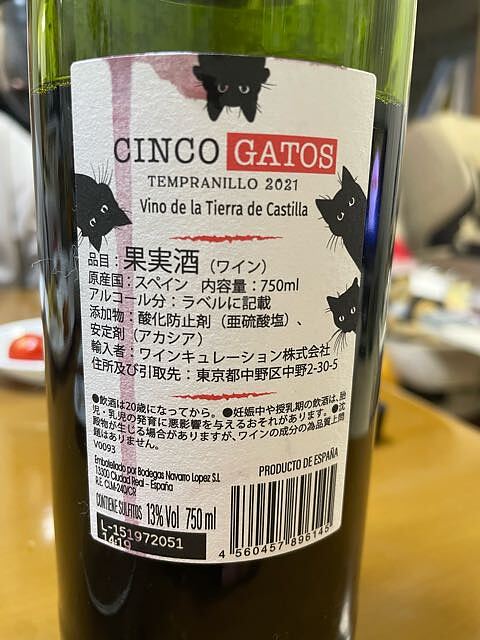 CINCO GATOS
TEMPRANILLO 2021
Vino de la Tierra de Castilla
品目：果実酒（ワイン）
原産国：スペイン 内容量：750ml
アルコール分：ラベルに記載
添加物：酸化防止剤（亜硫酸塩）、
安定剤（アカシア）
輸入者：ワインキュレーション株式会社
住所及び引取先：東京都中野区中野2-30-5
●飲酒は20歳になってから。●妊娠中や授乳期の飲酒は、胎
児・乳児の発育に悪影響を与えるおそれがあります。●沈
殿物が生じる場合がありますが、ワインの成分の為品質上問
題はありません。
V0093
Embotellado por Bodegas Navarro Lopez S.L
13300 Ciudad Real - España
R.E. CLM-240/CR
PRODUCTO DE ESPAÑA
CONTIENE SULFITOS 13% Vol 750 ml
L-151972051
14:19
4 560457 896145